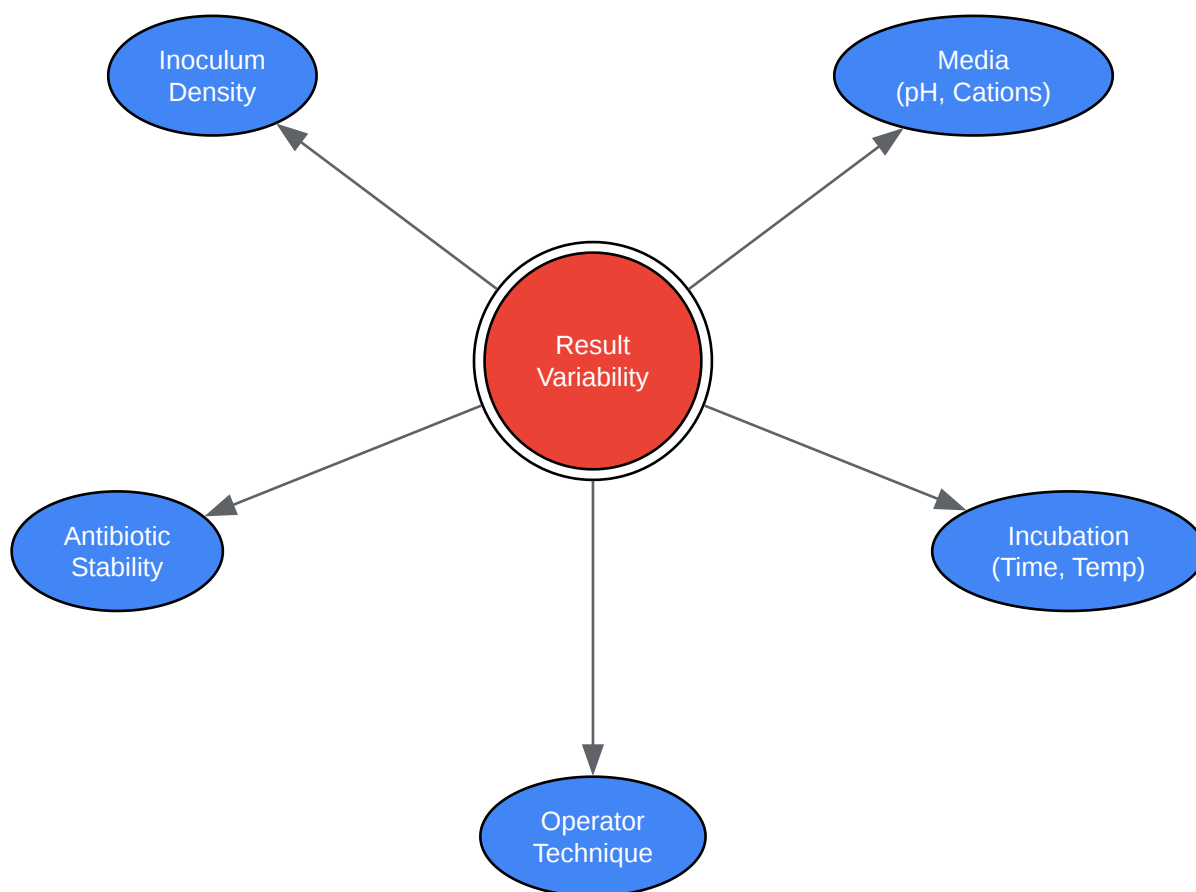 Inoculum
Density
Media
(pH, Cations)
Result
Variability
Antibiotic
Stability
Incubation
(Time, Temp)
Operator
Technique